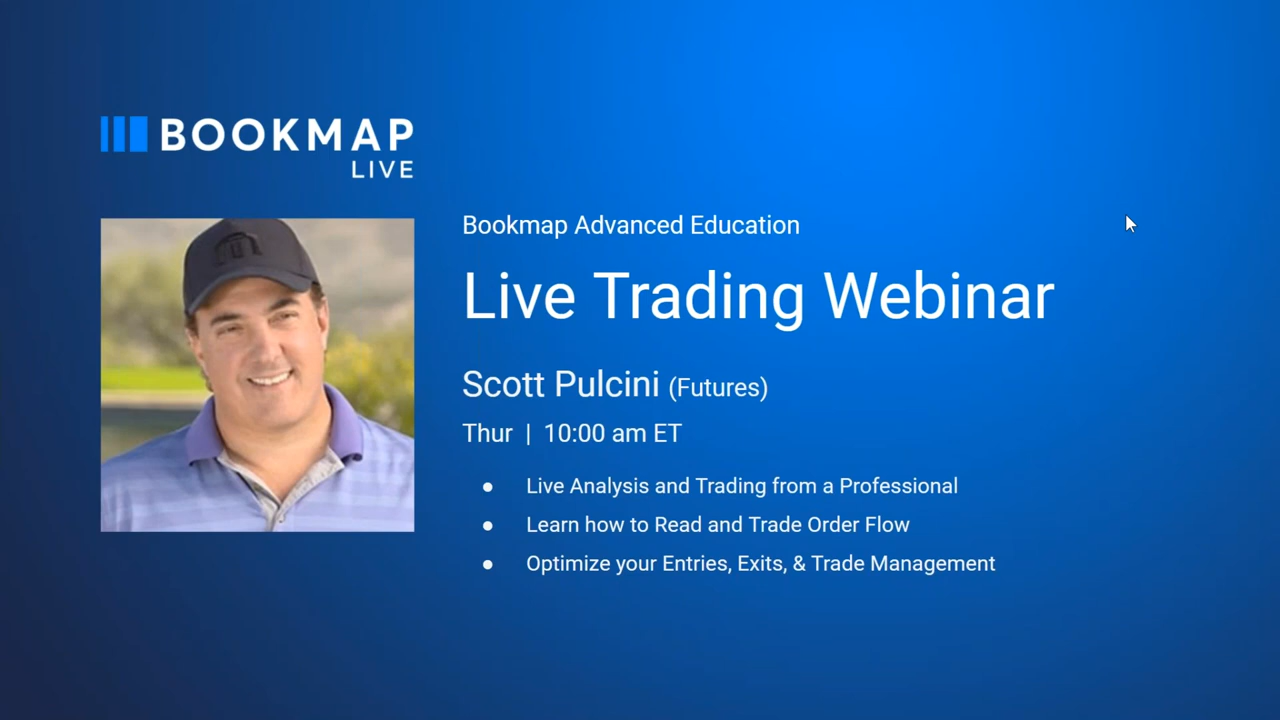 BOOKMAP
LIVE
Bookmap Advanced Education
Live Trading Webinar
Scott Pulcini (Futures)
Thur | 10:00 am ET
● Live Analysis and Trading from a Professional
● Learn how to Read and Trade Order Flow
● Optimize your Entries, Exits, & Trade Management